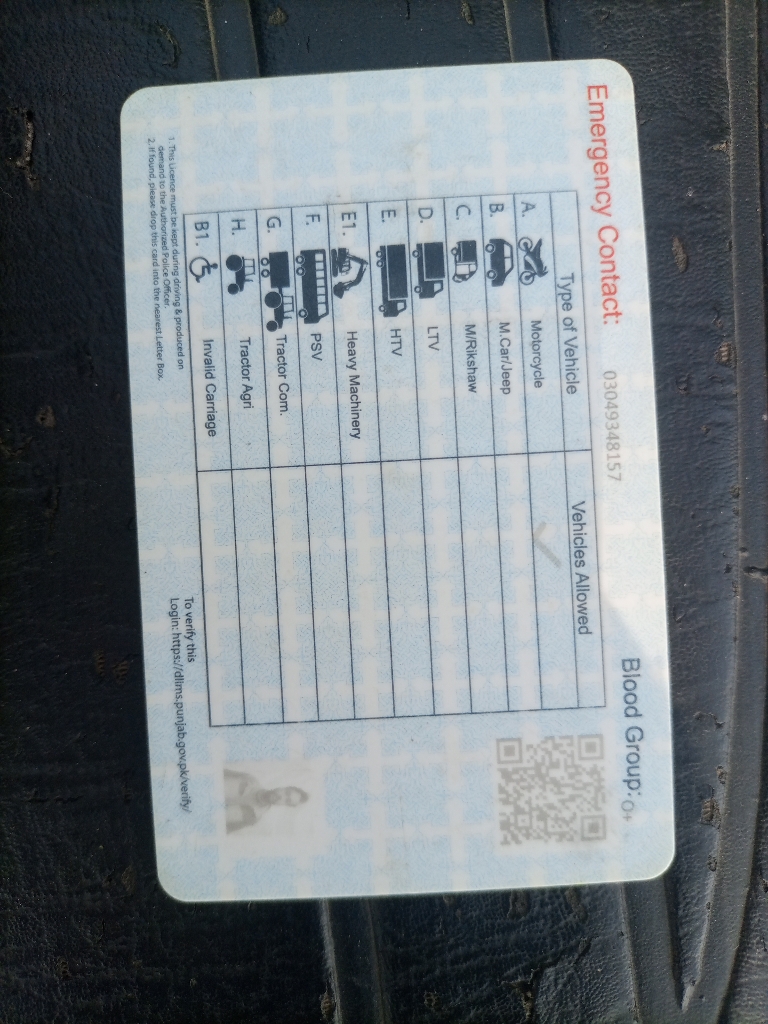 Emergency Contact: 03049348157 Blood Group: O+
Type of Vehicle Vehicles Allowed
A. Motorcycle ✓
B. M.Car/Jeep
C. M/Rikshaw
D. LTV
E. HTV
E1. Heavy Machinery
F. PSV
G. Tractor Com.
H. Tractor Agri
B1. Invalid Carriage
1. This Licence must be kept during driving & produced on
demand to the Authorized Police Officer.
2. If found, please drop this card into the nearest Letter Box.
To verify this
Login: https://dlims.punjab.gov.pk/verify/